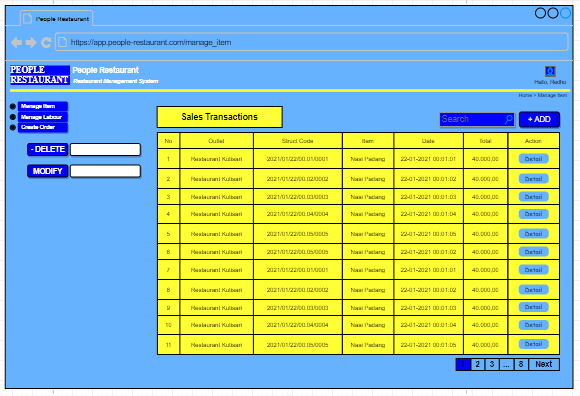 People Restaurant
https://app.people-restaurant.com/manage_item
PEOPLE RESTAURANT
People Restaurant
Restaurant Management System
Hallo, Redho
Home > Manage Item
Manage Item
Manage Labour
Create Order
- DELETE
MODIFY
Sales Transactions
Search
+ ADD
No Outlet Struct Code Item Date Total Action
1 Restaurant Kutisari 2021/01/22/00.01/0001 Nasi Padang 22-01-2021 00:01:01 40.000,00 Detail
2 Restaurant Kutisari 2021/01/22/00.02/0002 Nasi Padang 22-01-2021 00:01:02 40.000,00 Detail
3 Restaurant Kutisari 2021/01/22/00.03/0003 Nasi Padang 22-01-2021 00:01:03 40.000,00 Detail
4 Restaurant Kutisari 2021/01/22/00.04/0004 Nasi Padang 22-01-2021 00:01:04 40.000,00 Detail
5 Restaurant Kutisari 2021/01/22/00.05/0005 Nasi Padang 22-01-2021 00:01:05 40.000,00 Detail
6 Restaurant Kutisari 2021/01/22/00.05/0005 Nasi Padang 22-01-2021 00:01:02 40.000,00 Detail
7 Restaurant Kutisari 2021/01/22/00.01/0001 Nasi Padang 22-01-2021 00:01:01 40.000,00 Detail
8 Restaurant Kutisari 2021/01/22/00.02/0002 Nasi Padang 22-01-2021 00:01:02 40.000,00 Detail
9 Restaurant Kutisari 2021/01/22/00.03/0003 Nasi Padang 22-01-2021 00:01:03 40.000,00 Detail
10 Restaurant Kutisari 2021/01/22/00.04/0004 Nasi Padang 22-01-2021 00:01:04 40.000,00 Detail
11 Restaurant Kutisari 2021/01/22/00.05/0005 Nasi Padang 22-01-2021 00:01:05 40.000,00 Detail
1 2 3 ... 8 Next